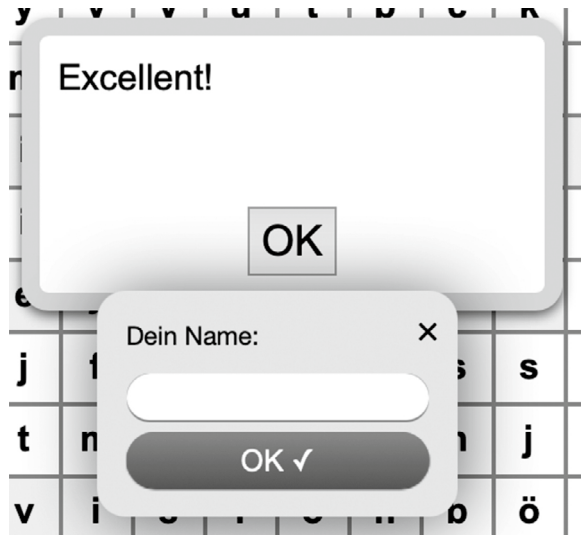 y v v u t b c k
n
Excellent!
OK
e
Dein Name: ✕
j s s
t j
OK ✓
v b ö